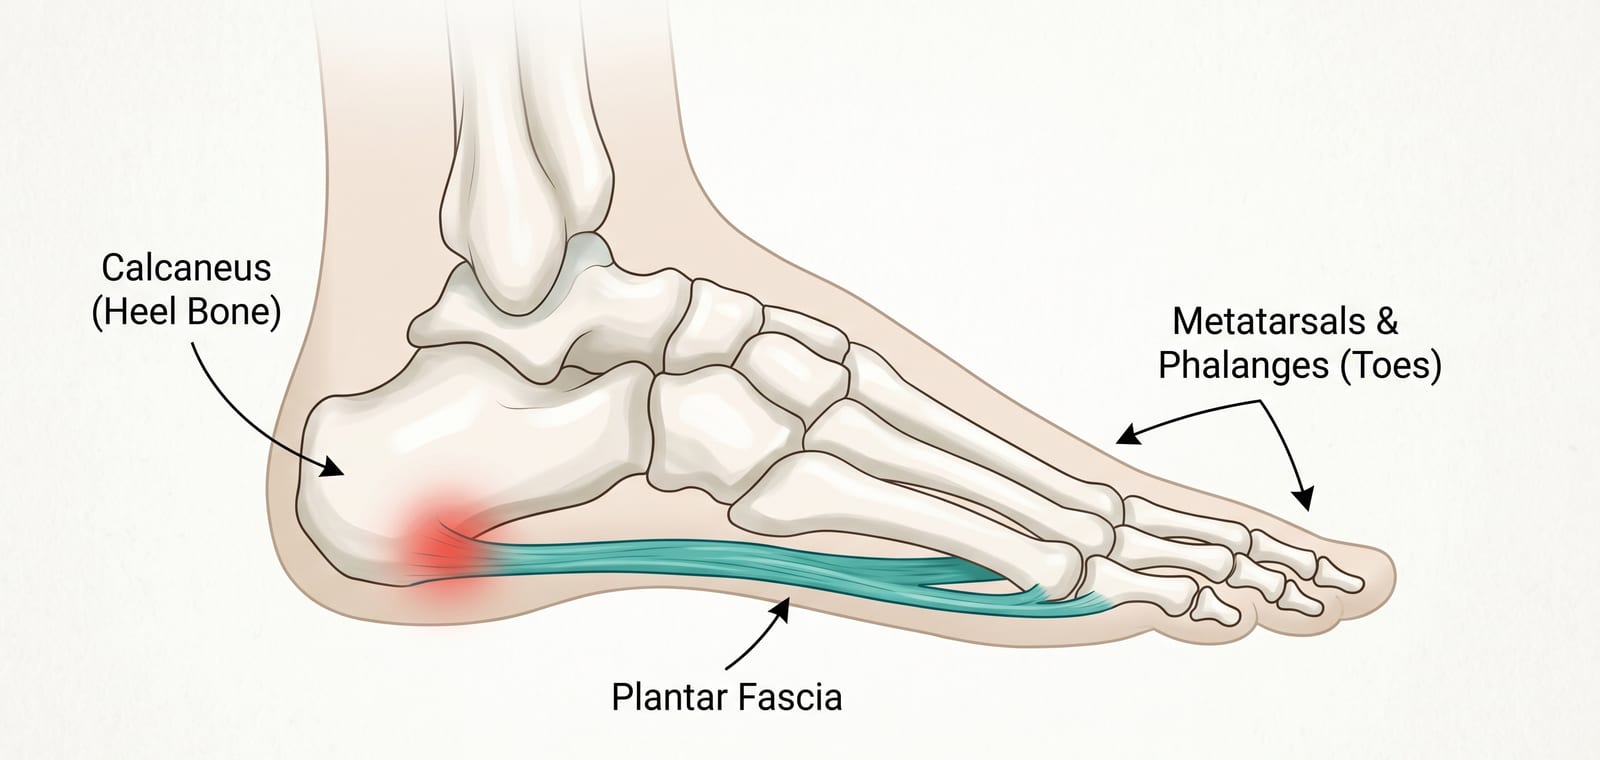 Calcaneus
(Heel Bone)
Metatarsals &
Phalanges (Toes)
Plantar Fascia